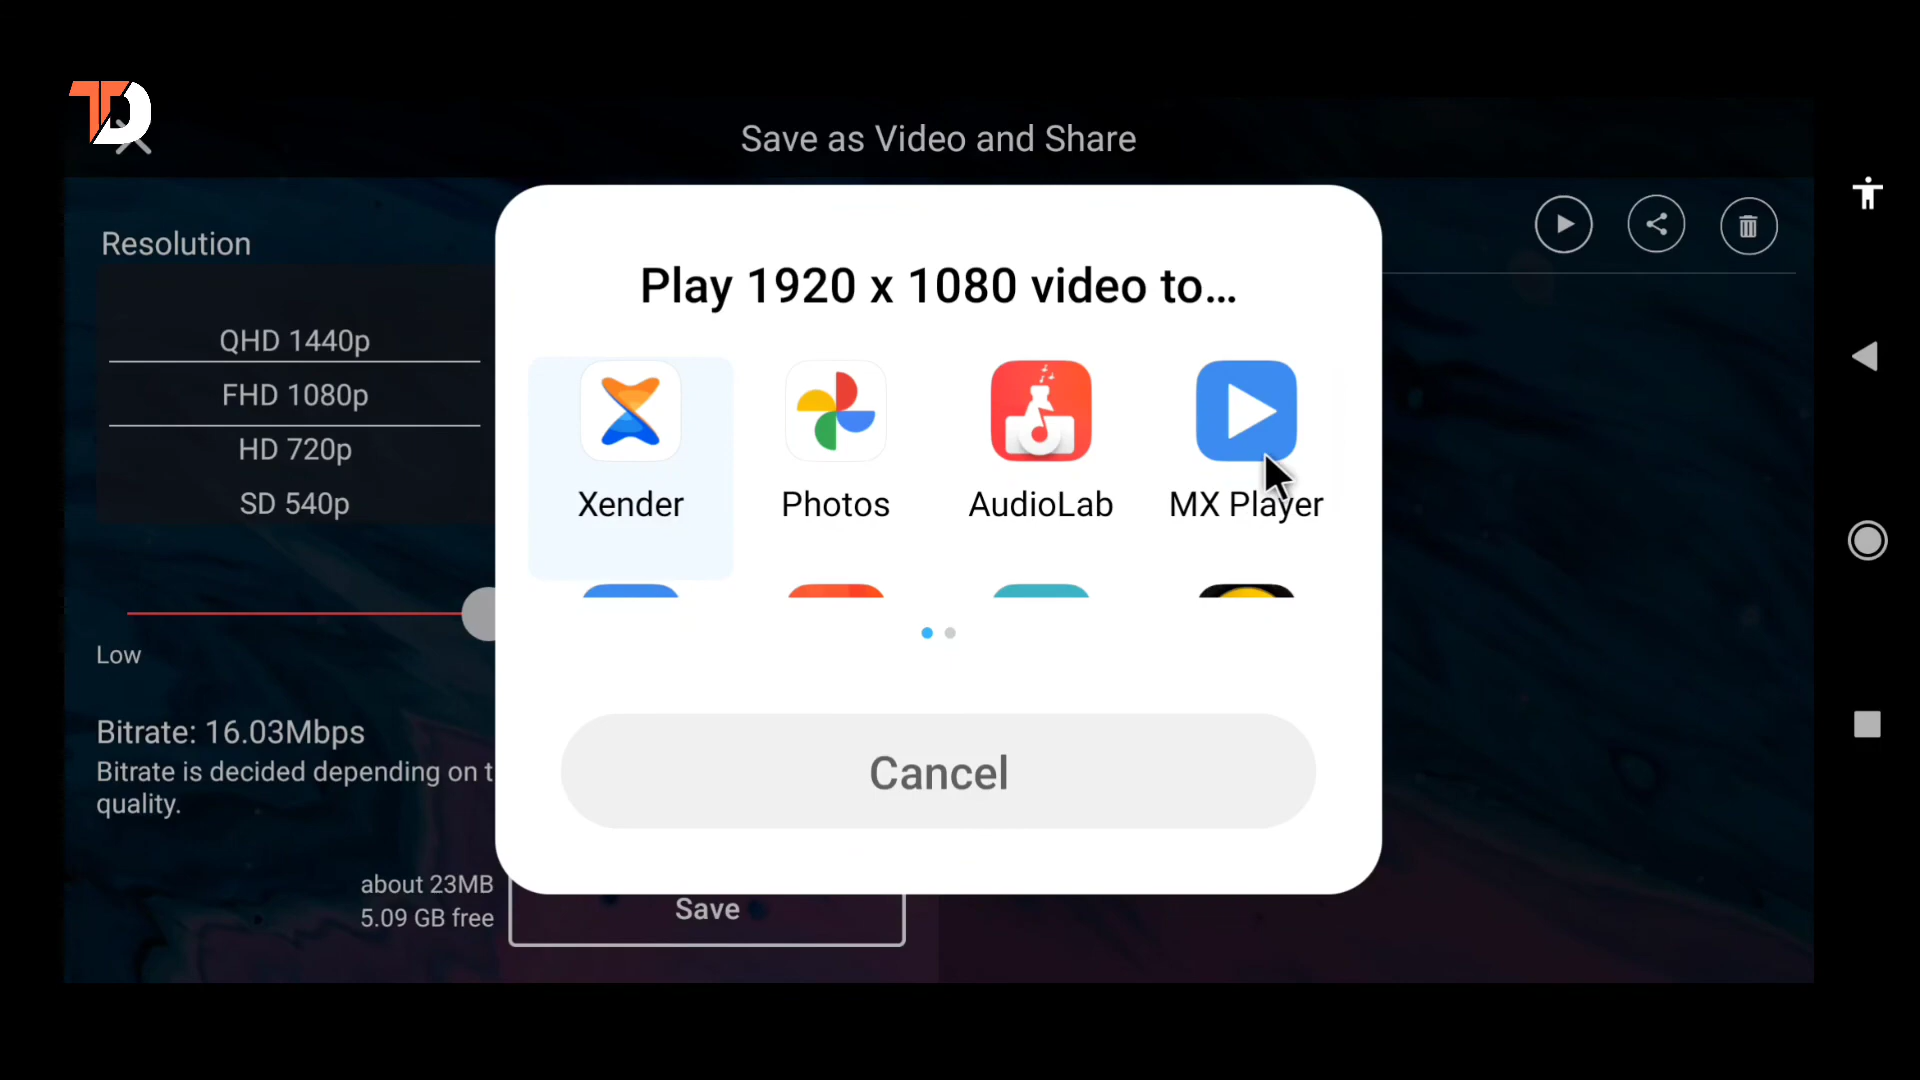 TD
Save as Video and Share
Resolution
QHD 1440p
FHD 1080p
HD 720p
SD 540p
Low
Bitrate: 16.03Mbps
Bitrate is decided depending on t
quality.
about 23MB
5.09 GB free
Save
Play 1920 x 1080 video to...
Xender
Photos
AudioLab
MX Player
Cancel